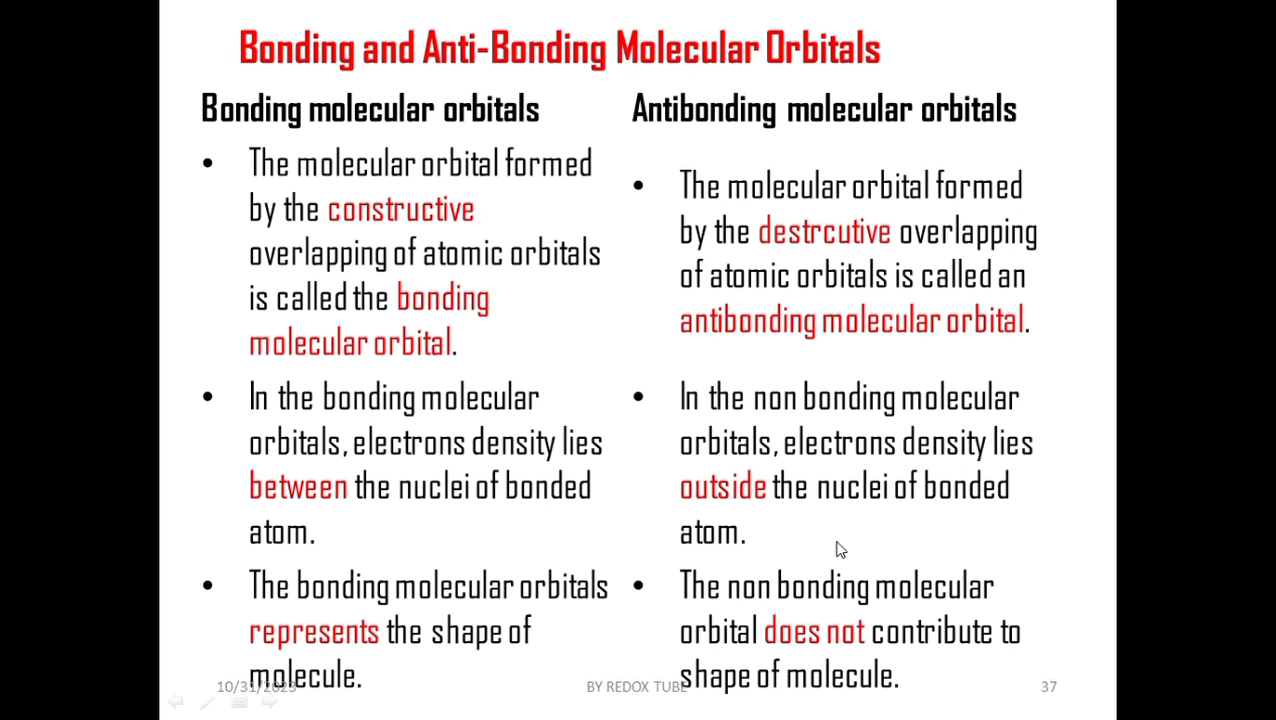 Bonding and Anti-Bonding Molecular Orbitals
Bonding molecular orbitals
• The molecular orbital formed
by the constructive
overlapping of atomic orbitals
is called the bonding
molecular orbital.
• In the bonding molecular
orbitals, electrons density lies
between the nuclei of bonded
atom.
• The bonding molecular orbitals
represents the shape of
molecule.
Antibonding molecular orbitals
• The molecular orbital formed
by the destrcutive overlapping
of atomic orbitals is called an
antibonding molecular orbital.
• In the non bonding molecular
orbitals, electrons density lies
outside the nuclei of bonded
atom.
• The non bonding molecular
orbital does not contribute to
shape of molecule.
10/31/2023
BY REDOX TUBE
37